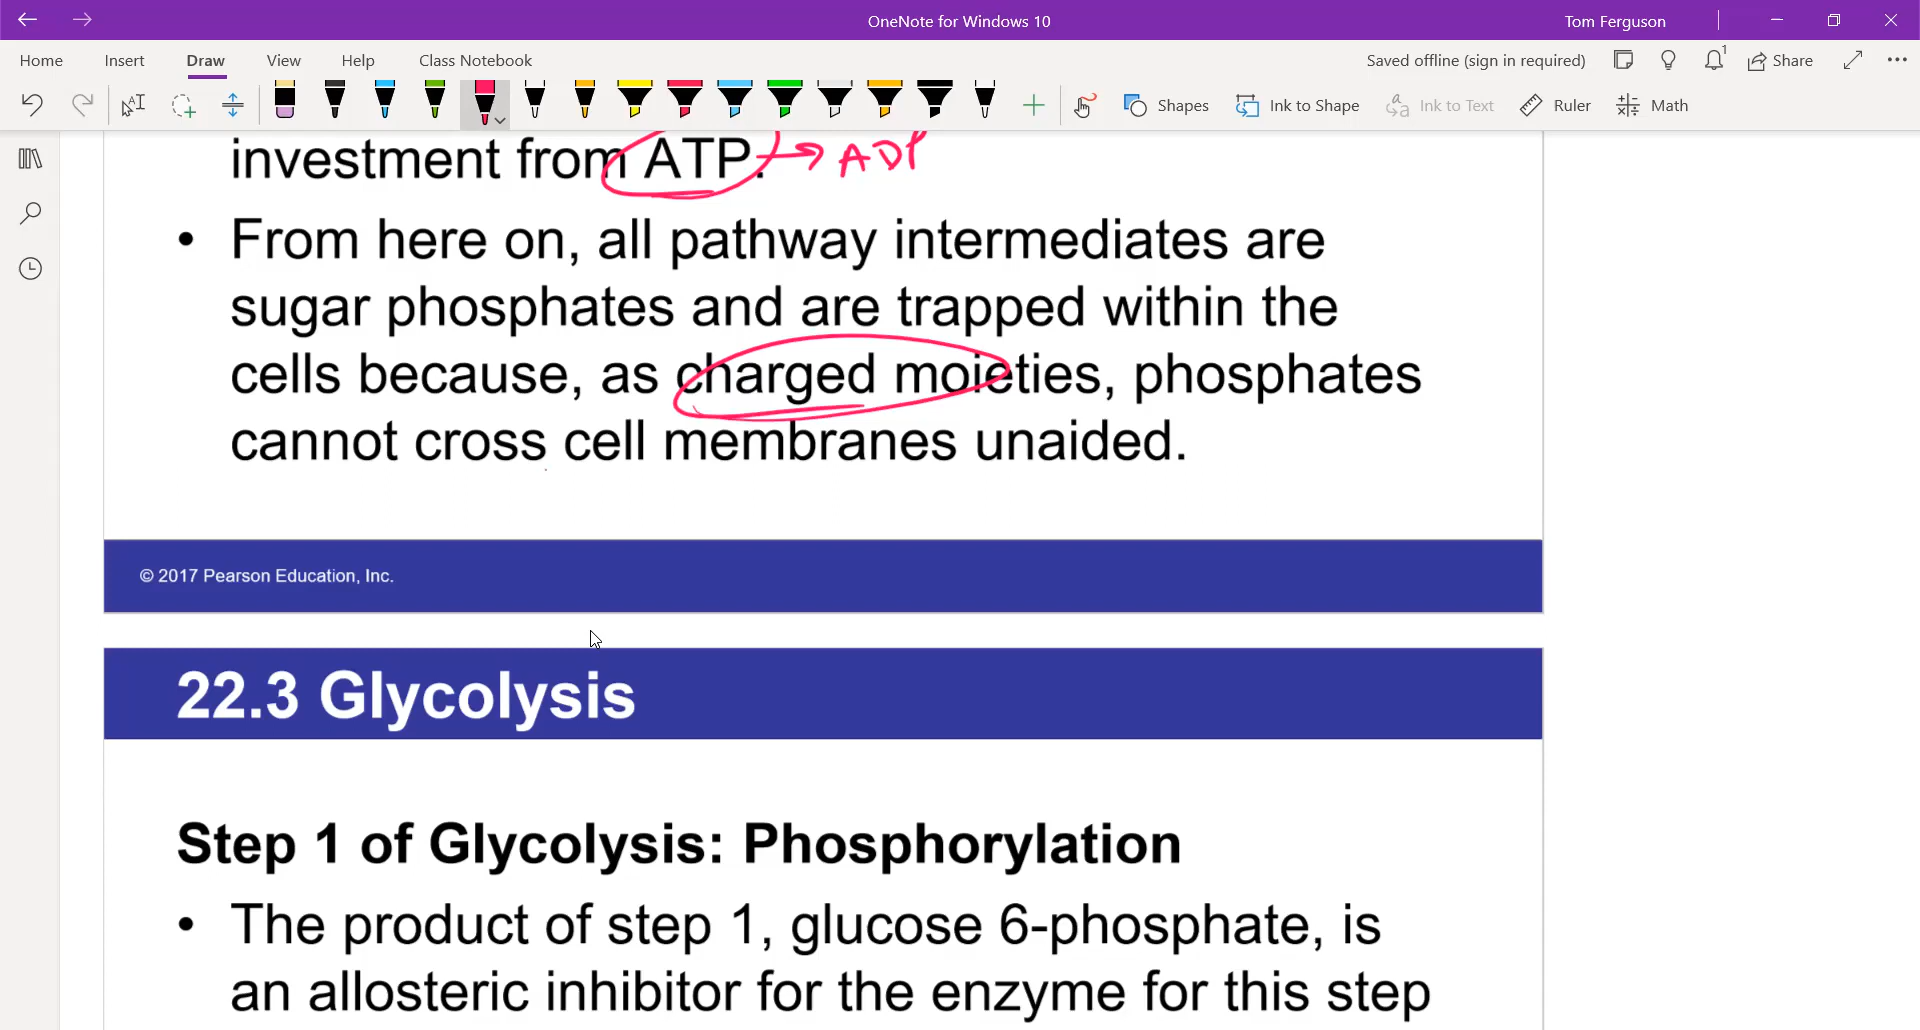 OneNote for Windows 10
Tom Ferguson
Home Insert Draw View Help Class Notebook
Saved offline (sign in required) 1 Share
Shapes Ink to Shape Ink to Text Ruler Math
investment from ATP. → ADP
• From here on, all pathway intermediates are
sugar phosphates and are trapped within the
cells because, as charged moieties, phosphates
cannot cross cell membranes unaided.
© 2017 Pearson Education, Inc.
22.3 Glycolysis
Step 1 of Glycolysis: Phosphorylation
• The product of step 1, glucose 6-phosphate, is
an allosteric inhibitor for the enzyme for this step